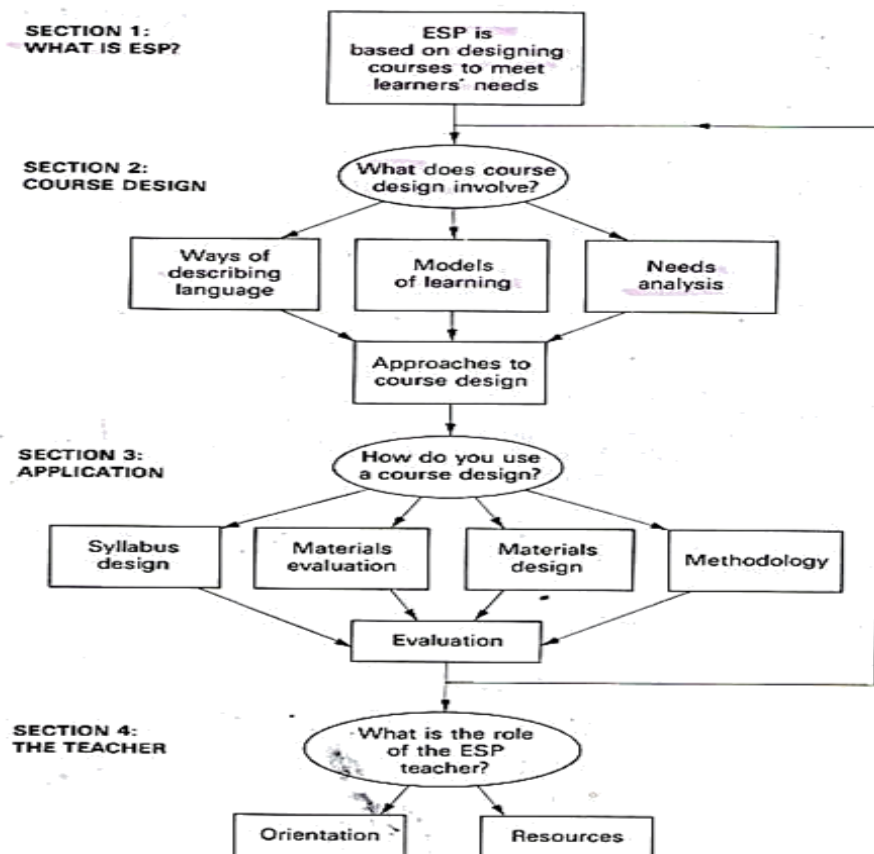 SECTION 1:
WHAT IS ESP?
ESP is
based on designing
courses to meet
learners' needs
SECTION 2:
COURSE DESIGN
What does course
design involve?
Ways of
describing
language
Models
of learning
Needs
analysis
Approaches to
course design
SECTION 3:
APPLICATION
How do you use
a course design?
Syllabus
design
Materials
evaluation
Materials
design
Methodology
Evaluation
SECTION 4:
THE TEACHER
What is the role
of the ESP
teacher?
Orientation
Resources